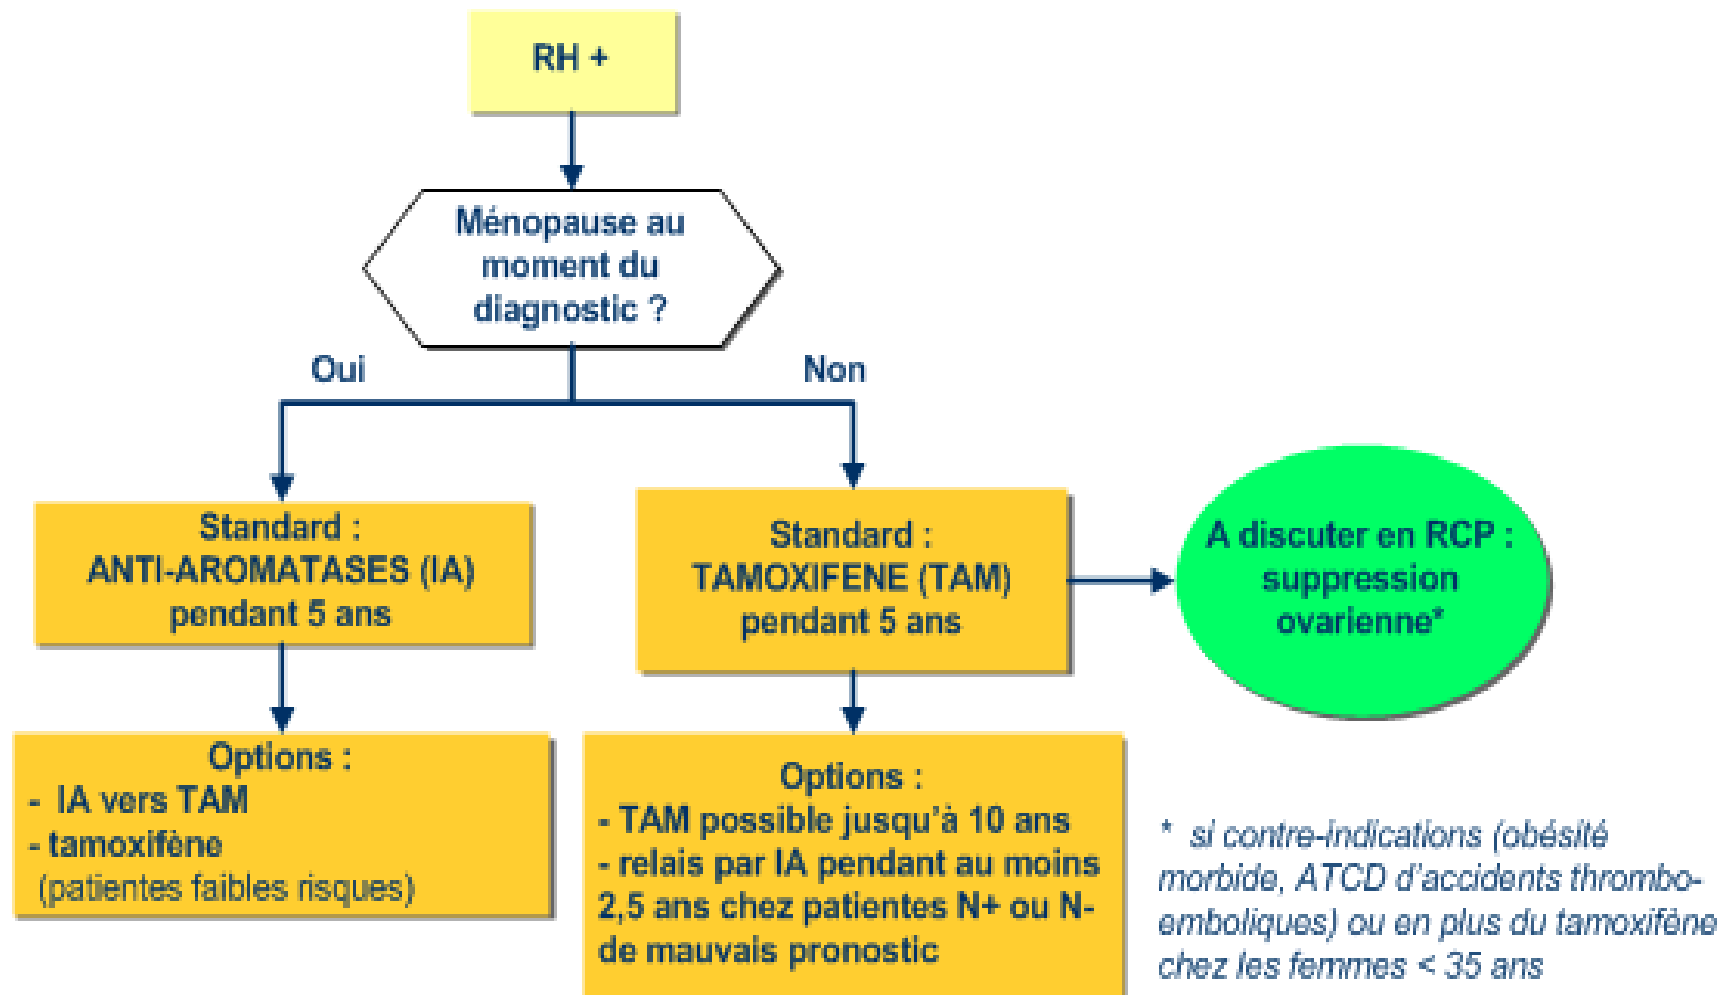 RH +
Ménopause au
moment du
diagnostic ?
Oui
Non
Standard :
ANTI-AROMATASES (IA)
pendant 5 ans
Standard :
TAMOXIFENE (TAM)
pendant 5 ans
A discuter en RCP :
suppression
ovarienne*
Options :
- IA vers TAM
- tamoxifène
(patientes faibles risques)
Options :
- TAM possible jusqu'à 10 ans
- relais par IA pendant au moins
2,5 ans chez patientes N+ ou N-
de mauvais pronostic
* si contre-indications (obésité
morbide, ATCD d'accidents thrombo-
emboliques) ou en plus du tamoxifène
chez les femmes < 35 ans